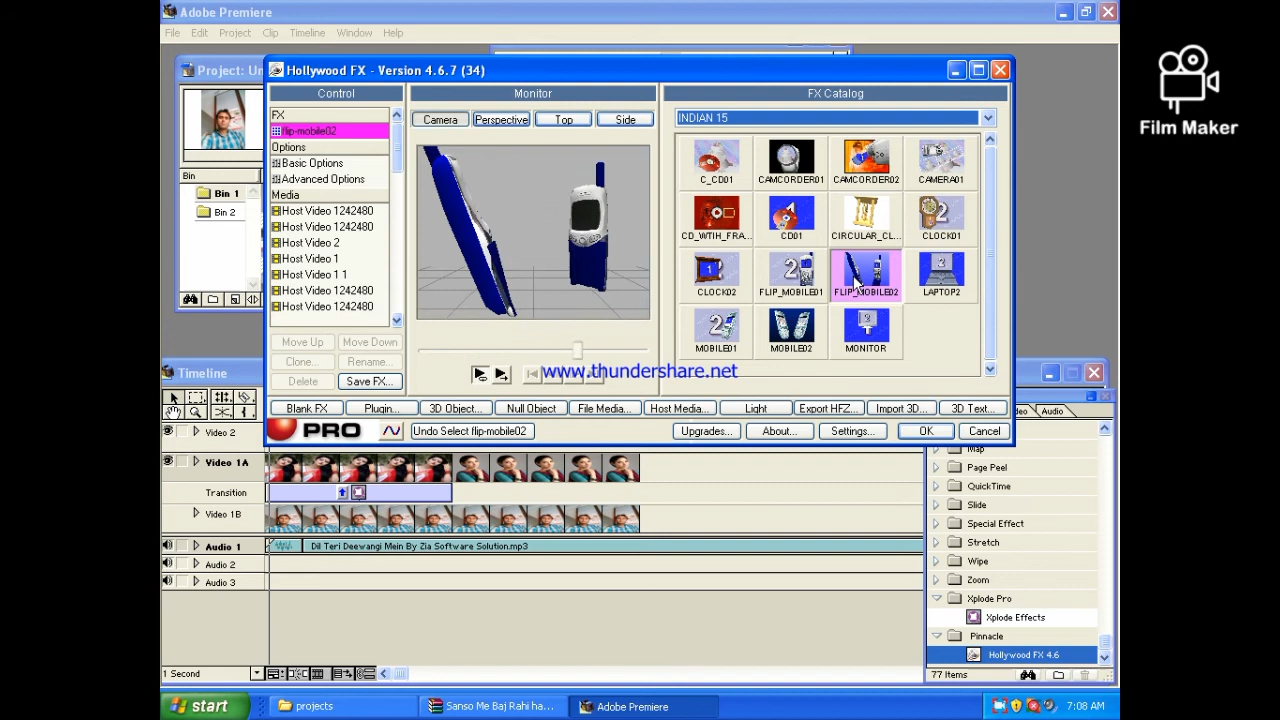 Adobe Premiere
File Edit Project Clip Timeline Window Help
Film Maker
Project: Un
Hollywood FX - Version 4.6.7 (34)
Control
Monitor
FX Catalog
FX
flip-mobile02
Options
Basic Options
Advanced Options
Media
Host Video 1242480
Host Video 1242480
Host Video 2
Host Video 1
Host Video 1 1
Host Video 1242480
Host Video 1242480
Move Up Move Down
Clone... Rename...
Delete Save FX...
Camera Perspective Top Side
INDIAN 15
C_CD01 CAMCORDER01 CAMCORDER02 CAMERA01
CD_WTIH_FRA... CD01 CIRCULAR_CL... CLOCK01
CLOCK02 FLIP_MOBILE01 FLIP_MOBILE02 LAPTOP2
MOBILE01 MOBILE02 MONITOR
www.thundershare.net
Blank FX Plugin... 3D Object... Null Object File Media... Host Media... Light Export HFZ... Import 3D... 3D Text...
PRO Undo Select flip-mobile02 Upgrades... About... Settings... OK Cancel
Bin
Bin 1
Bin 2
Timeline
Video 2
Video 1A
Transition
Video 1B
Audio 1 Dil Teri Deewangi Mein By Zia Software Solution.mp3
Audio 2
Audio 3
1 Second
Audio
Map
Page Peel
QuickTime
Slide
Special Effect
Stretch
Wipe
Zoom
Xplode Pro
Xplode Effects
Pinnacle
Hollywood FX 4.6
77 Items
start projects Sanso Me Baj Rahi ha... Adobe Premiere 7:08 AM